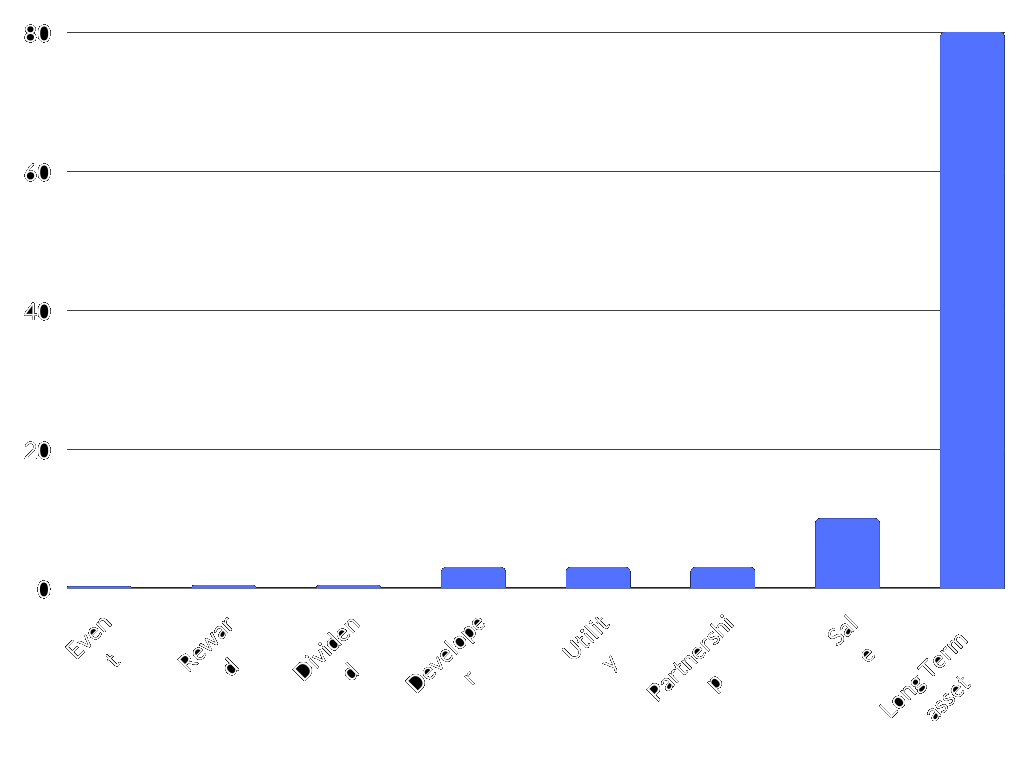 80
60
40
20
0
Even
t
Rewar
d
Dividen
d
Develope
r
Utilit
y
Partnershi
p
Sal
e
Long Term
asset